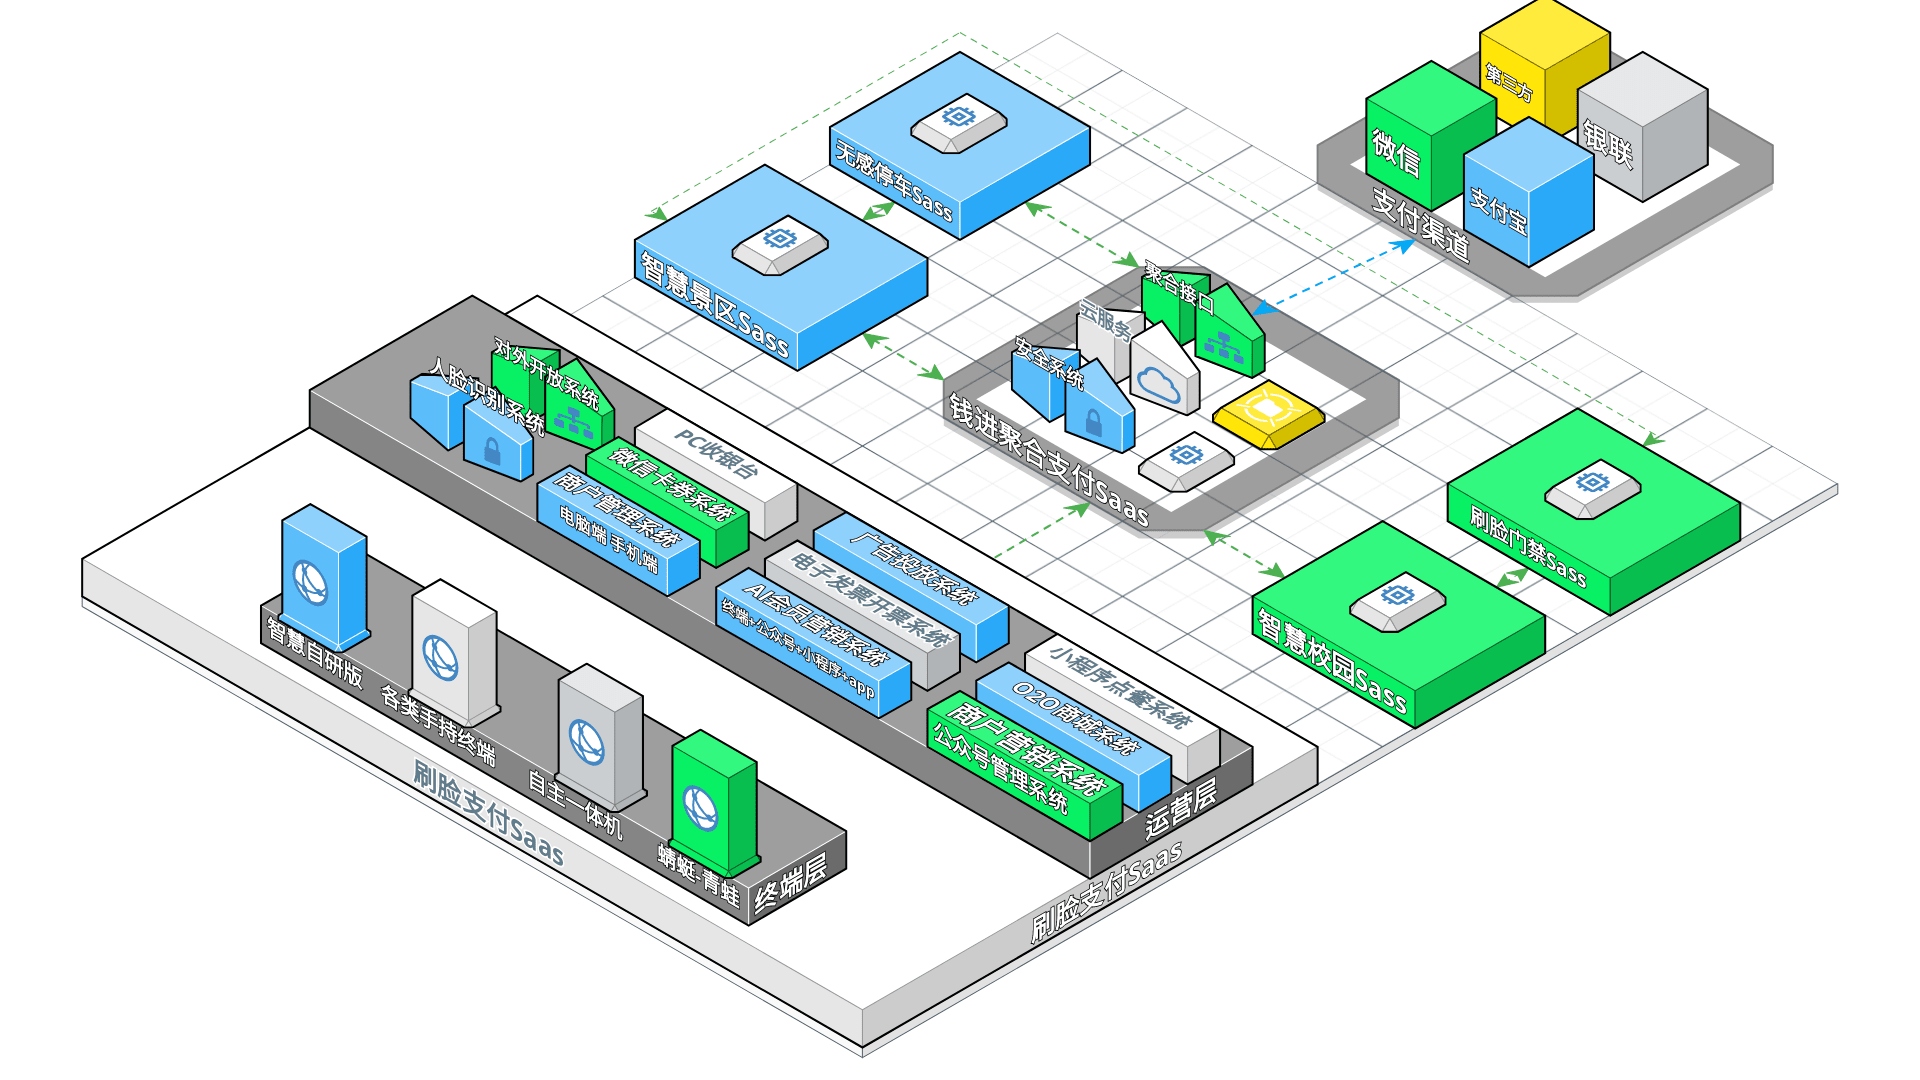 第三方
微信
银联
支付宝
支付渠道
无感停车Sass
智慧景区Sass
聚合接口
云服务
安全系统
钱进聚合支付Saas
对外开放系统
人脸识别系统
PC收银台
微信卡券系统
商户管理系统
电脑端 手机端
广告投放系统
电子发票开票系统
AI会员营销系统
终端+公众号+小程序+app
小程序点餐系统
O2O商城系统
商户营销系统
公众号管理系统
运营层
刷脸门禁Sass
智慧校园Sass
智慧自研版
各类手持终端
自主一体机
蜻蜓-青蛙
终端层
刷脸支付Saas
刷脸支付Saas